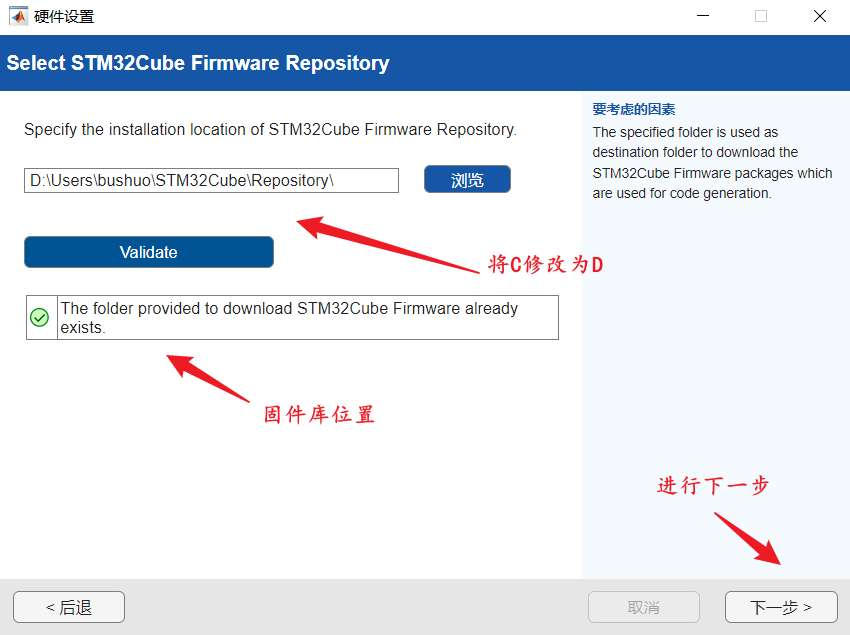 硬件设置
Select STM32Cube Firmware Repository
Specify the installation location of STM32Cube Firmware Repository.
D:\Users\bushuo\STM32Cube\Repository\
浏览
将C修改为D
Validate
The folder provided to download STM32Cube Firmware already
exists.
固件库位置
要考虑的因素
The specified folder is used as
destination folder to download the
STM32Cube Firmware packages which
are used for code generation.
进行下一步
< 后退
取消
下一步 >